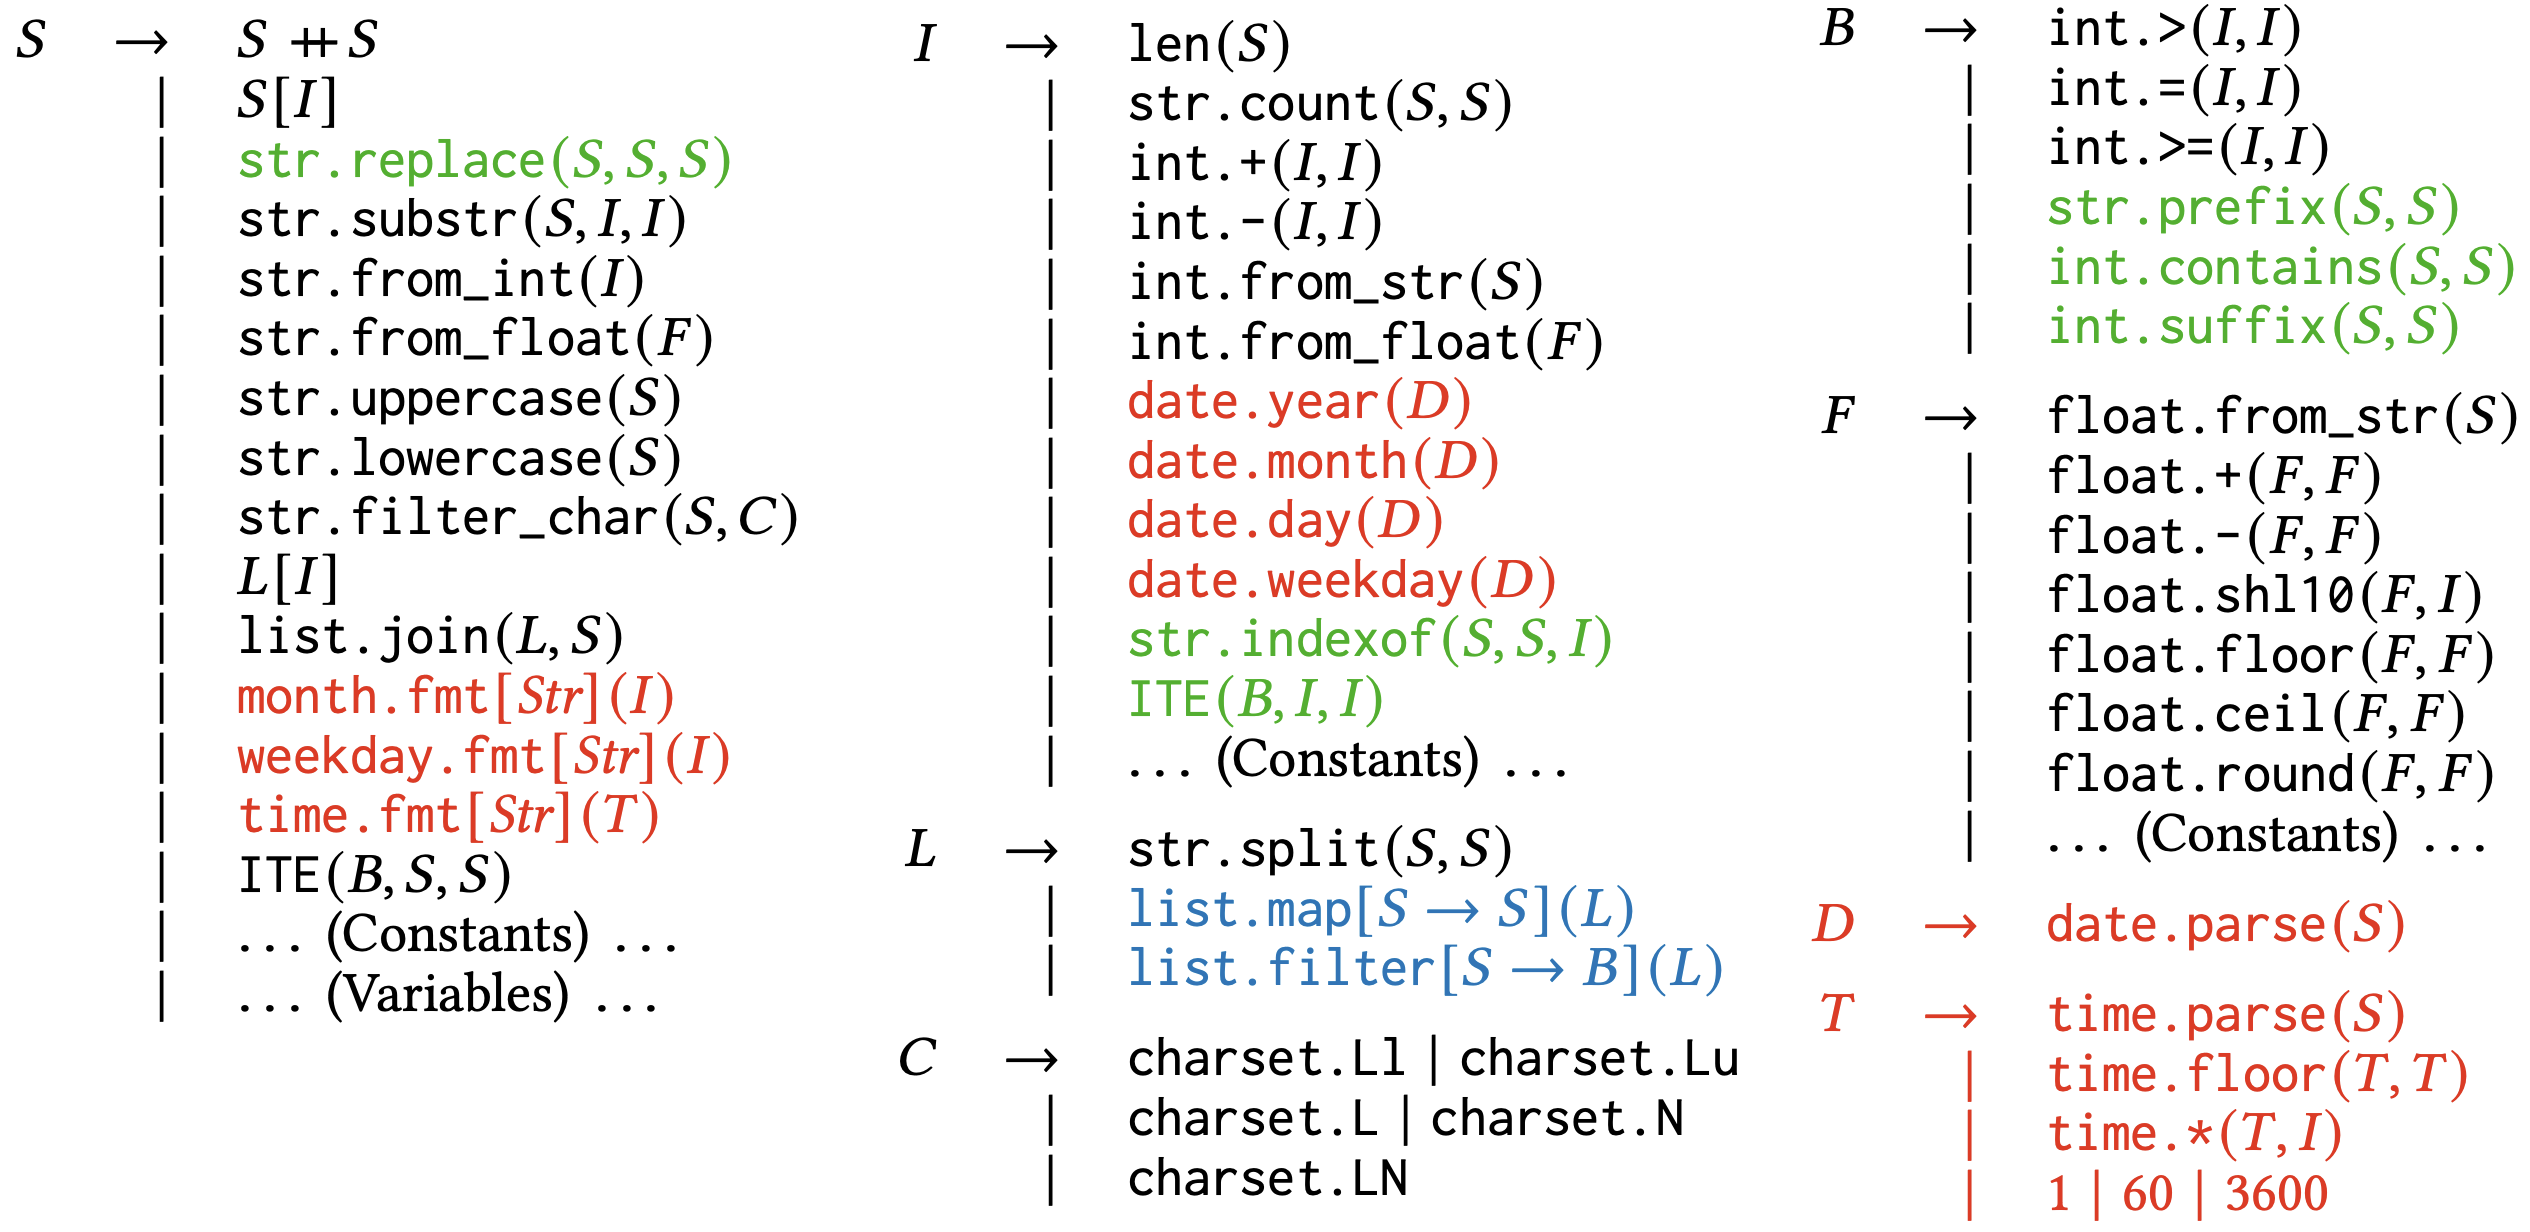 S → S ++ S
| S[I]
| str.replace(S, S, S)
| str.substr(S, I, I)
| str.from_int(I)
| str.from_float(F)
| str.uppercase(S)
| str.lowercase(S)
| str.filter_char(S, C)
| L[I]
| list.join(L, S)
| month.fmt[Str](I)
| weekday.fmt[Str](I)
| time.fmt[Str](T)
| ITE(B, S, S)
| ... (Constants) ...
| ... (Variables) ...
I → len(S)
| str.count(S, S)
| int.+(I, I)
| int.-(I, I)
| int.from_str(S)
| int.from_float(F)
| date.year(D)
| date.month(D)
| date.day(D)
| date.weekday(D)
| str.indexof(S, S, I)
| ITE(B, I, I)
| ... (Constants) ...
L → str.split(S, S)
| list.map[S → S](L)
| list.filter[S → B](L)
C → charset.Ll | charset.Lu
| charset.L | charset.N
| charset.LN
B → int.>(I, I)
| int.=(I, I)
| int.>=(I, I)
| str.prefix(S, S)
| int.contains(S, S)
| int.suffix(S, S)
F → float.from_str(S)
| float.+(F, F)
| float.-(F, F)
| float.shl10(F, I)
| float.floor(F, F)
| float.ceil(F, F)
| float.round(F, F)
| ... (Constants) ...
D → date.parse(S)
T → time.parse(S)
| time.floor(T, T)
| time.*(T, I)
| 1 | 60 | 3600